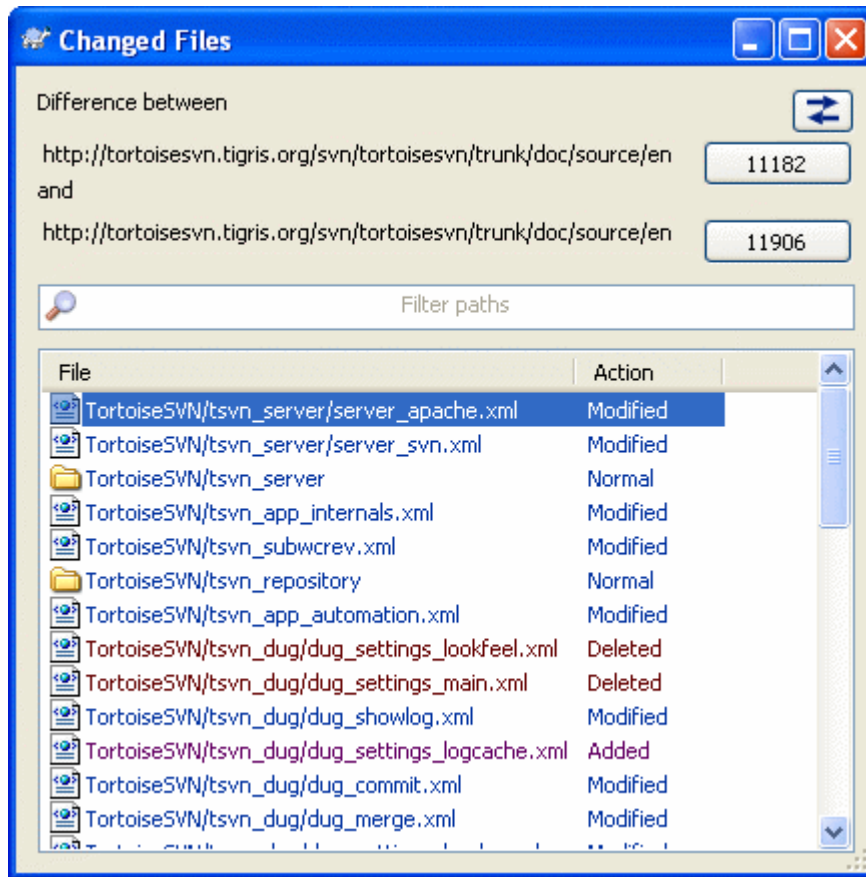 Changed Files
Difference between
http://tortoisesvn.tigris.org/svn/tortoisesvn/trunk/doc/source/en 11182
and
http://tortoisesvn.tigris.org/svn/tortoisesvn/trunk/doc/source/en 11906
Filter paths
File Action
TortoiseSVN/tsvn_server/server_apache.xml Modified
TortoiseSVN/tsvn_server/server_svn.xml Modified
TortoiseSVN/tsvn_server Normal
TortoiseSVN/tsvn_app_internals.xml Modified
TortoiseSVN/tsvn_subwcrev.xml Modified
TortoiseSVN/tsvn_repository Normal
TortoiseSVN/tsvn_app_automation.xml Modified
TortoiseSVN/tsvn_dug/dug_settings_lookfeel.xml Deleted
TortoiseSVN/tsvn_dug/dug_settings_main.xml Deleted
TortoiseSVN/tsvn_dug/dug_showlog.xml Modified
TortoiseSVN/tsvn_dug/dug_settings_logcache.xml Added
TortoiseSVN/tsvn_dug/dug_commit.xml Modified
TortoiseSVN/tsvn_dug/dug_merge.xml Modified